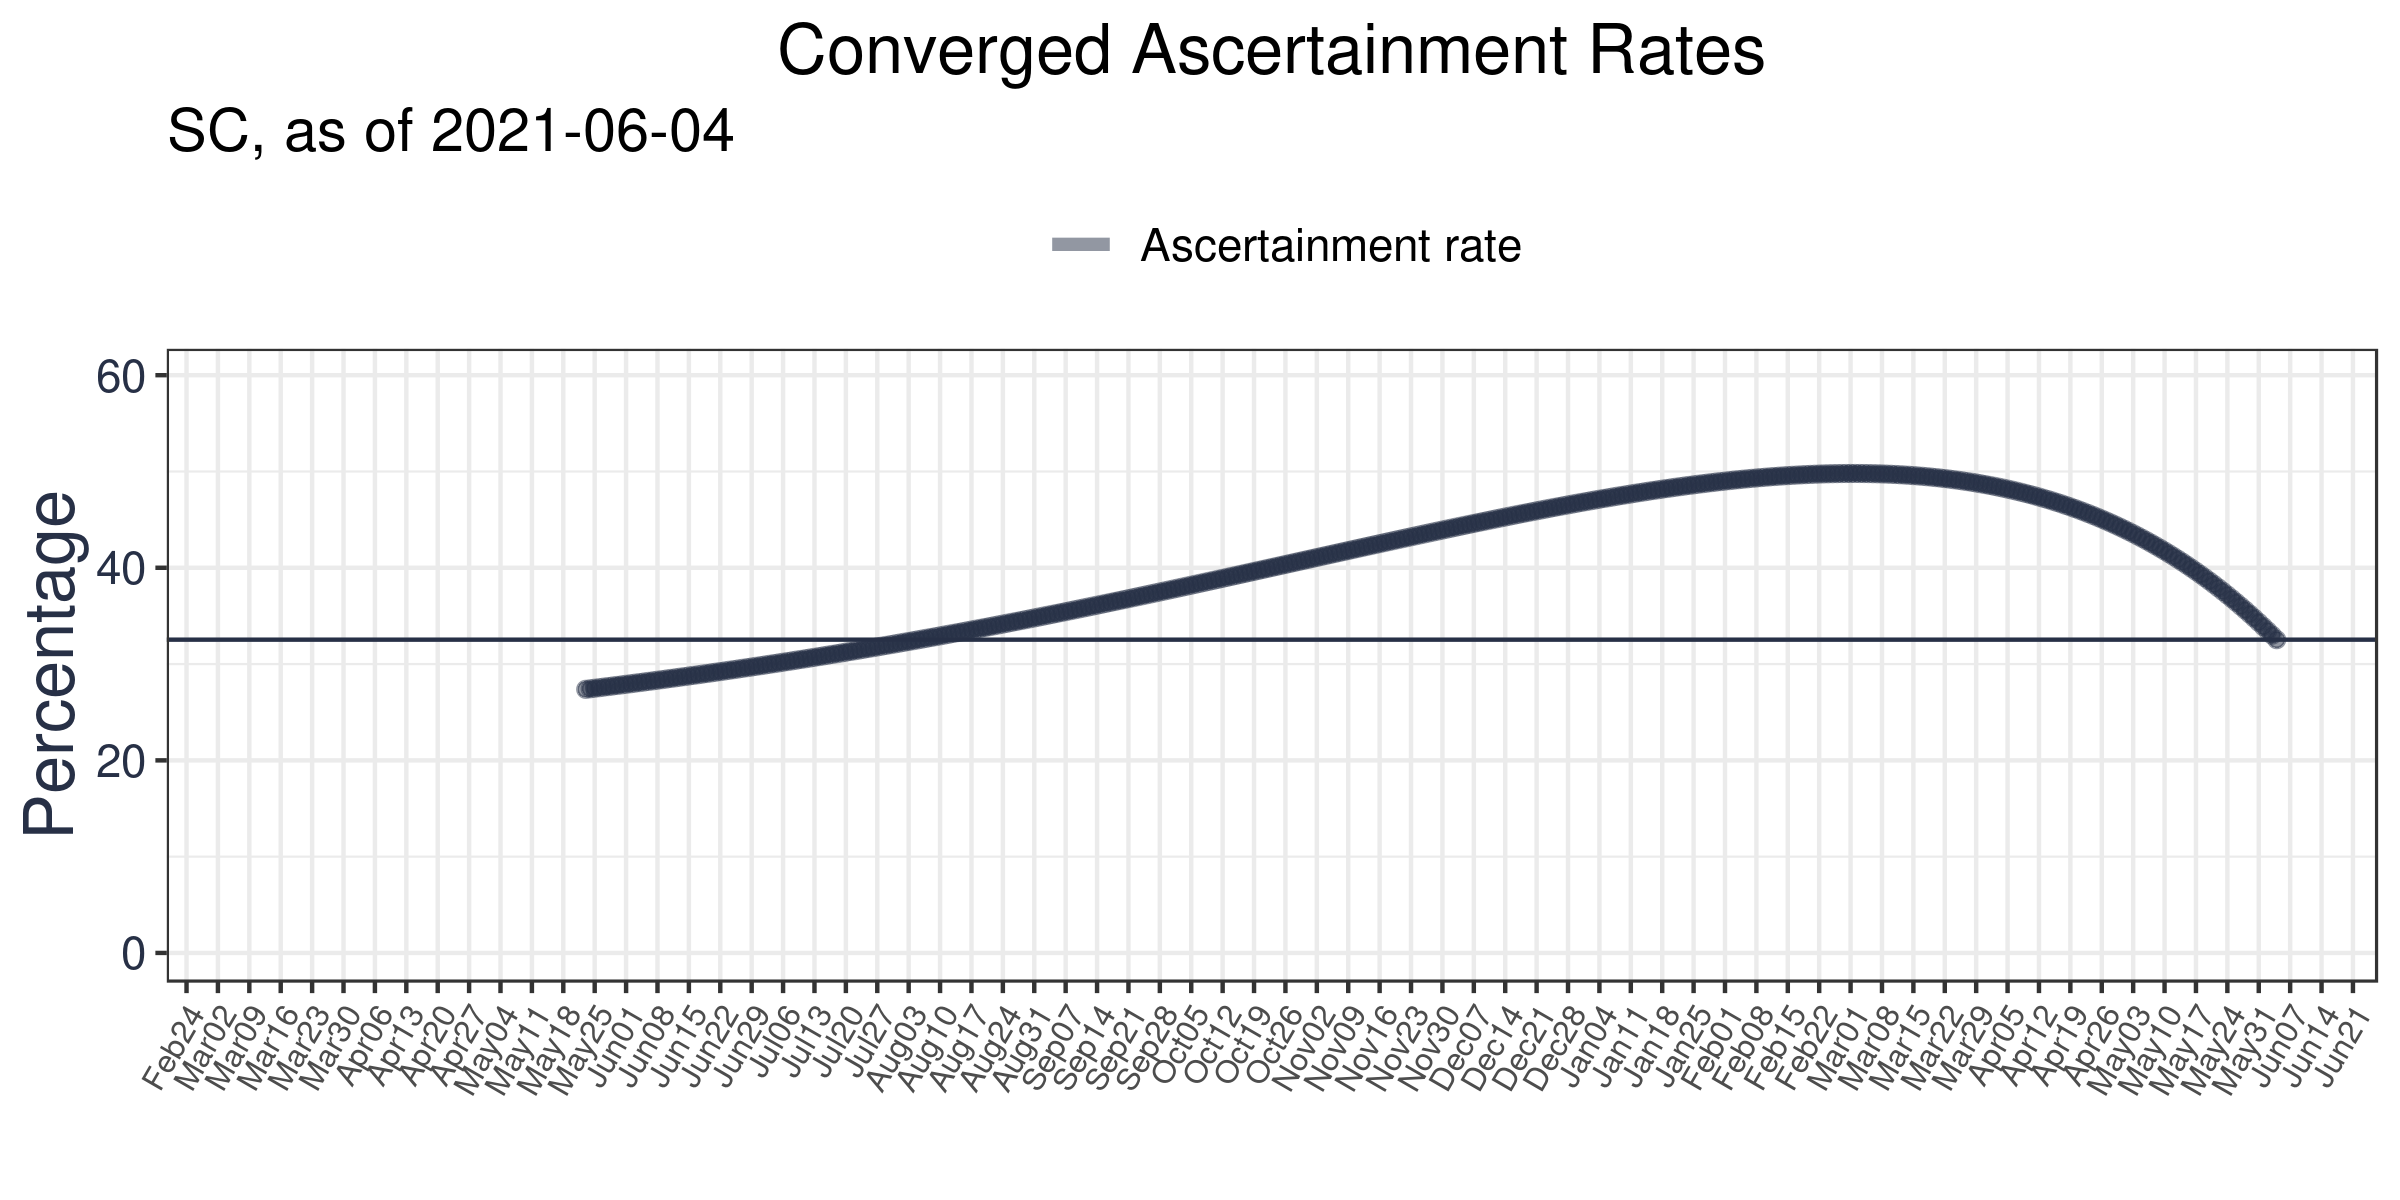 Converged Ascertainment Rates
SC, as of 2021-06-04
Ascertainment rate
Percentage
60
40
20
0
Feb24
Mar02
Mar09
Mar16
Mar23
Mar30
Apr06
Apr13
Apr20
Apr27
May04
May11
May18
May25
Jun01
Jun08
Jun15
Jun22
Jun29
Jul06
Jul13
Jul20
Jul27
Aug03
Aug10
Aug17
Aug24
Aug31
Sep07
Sep14
Sep21
Sep28
Oct05
Oct12
Oct19
Oct26
Nov02
Nov09
Nov16
Nov23
Nov30
Dec07
Dec14
Dec21
Dec28
Jan04
Jan11
Jan18
Jan25
Feb01
Feb08
Feb15
Feb22
Mar01
Mar08
Mar15
Mar22
Mar29
Apr05
Apr12
Apr19
Apr26
May03
May10
May17
May24
May31
Jun07
Jun14
Jun21